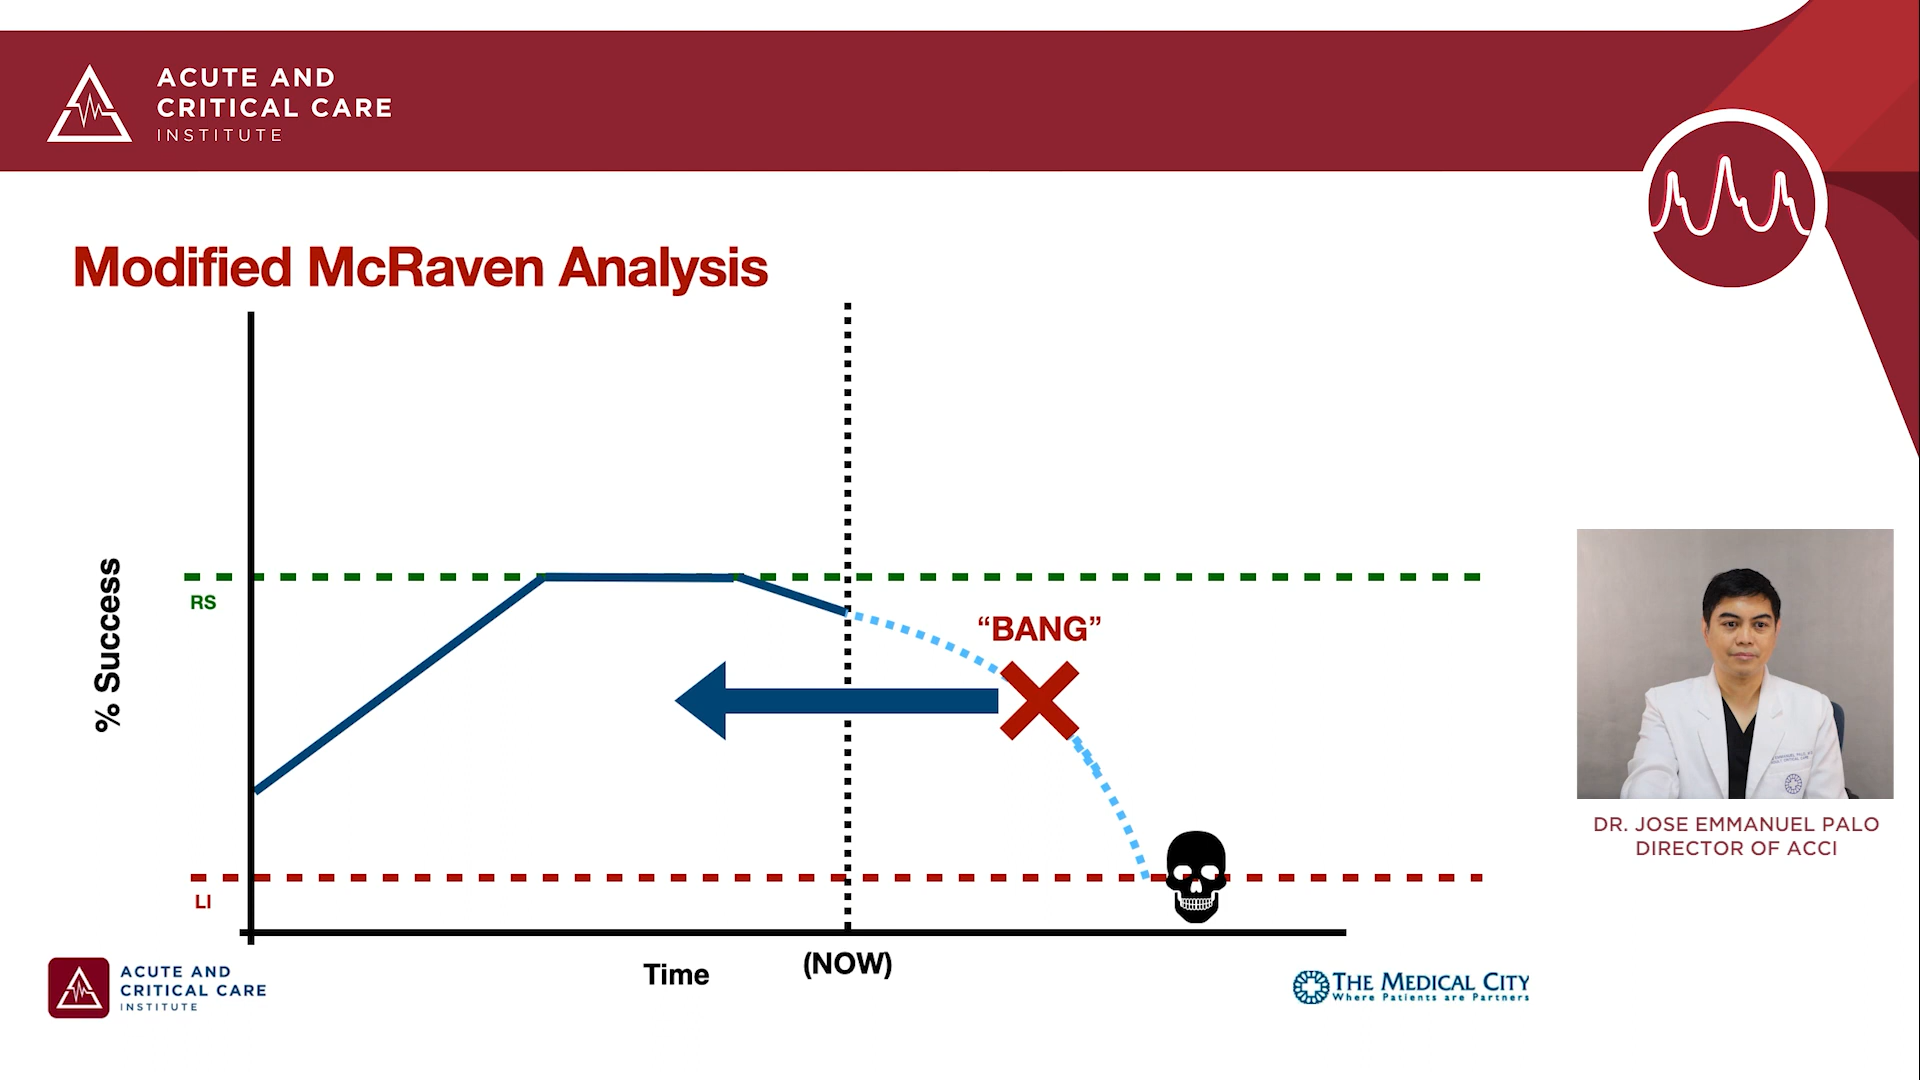 ACUTE AND
CRITICAL CARE
INSTITUTE
Modified McRaven Analysis
% Success
RS
“BANG”
LI
Time
(NOW)
DR. JOSE EMMANUEL PALO
DIRECTOR OF ACCI
ACUTE AND
CRITICAL CARE
INSTITUTE
THE MEDICAL CITY
Where Patients are Partners